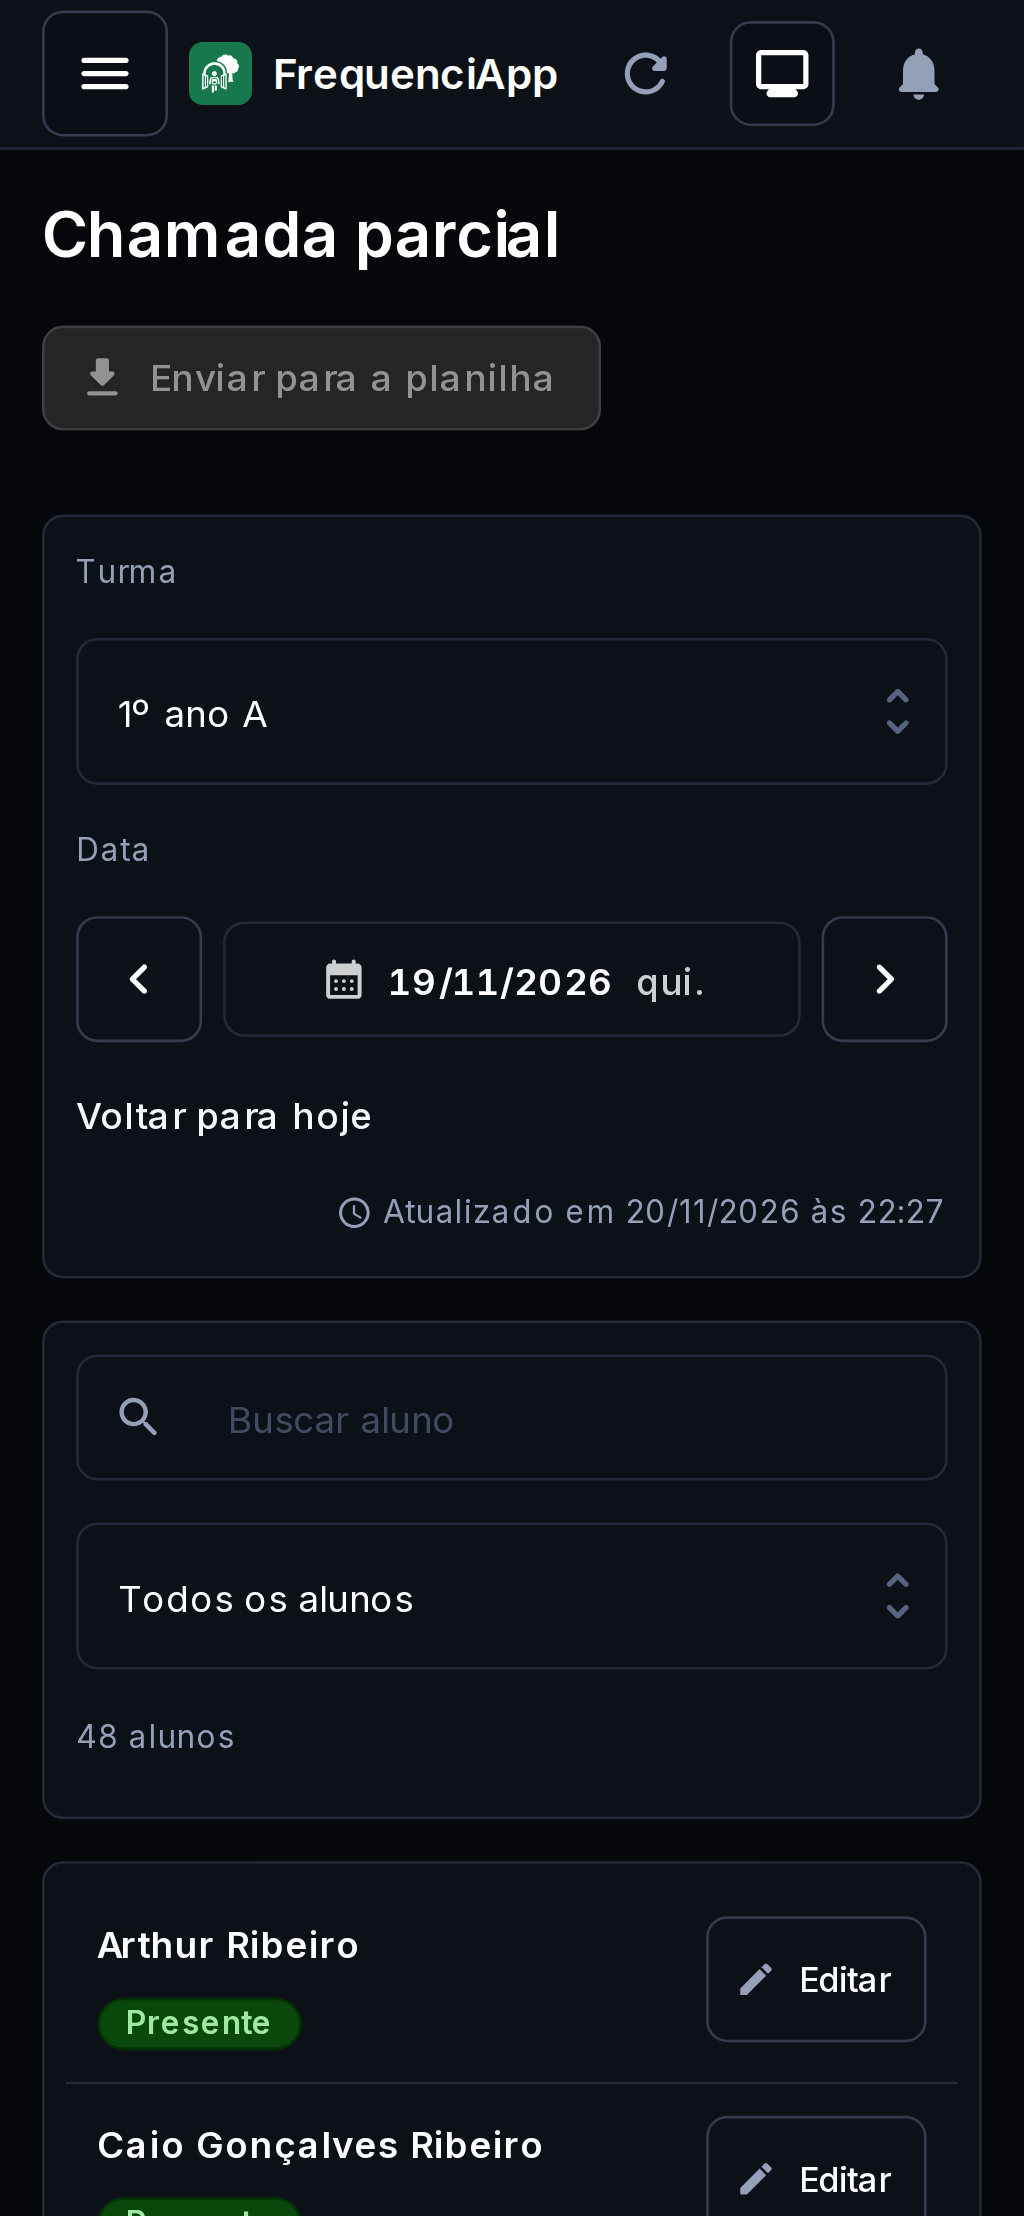 FrequenciApp
Chamada parcial
Enviar para a planilha
Turma
1º ano A
Data
19/11/2026 qui.
Voltar para hoje
Atualizado em 20/11/2026 às 22:27
Buscar aluno
Todos os alunos
48 alunos
Arthur Ribeiro
Presente
Editar
Caio Gonçalves Ribeiro
Editar